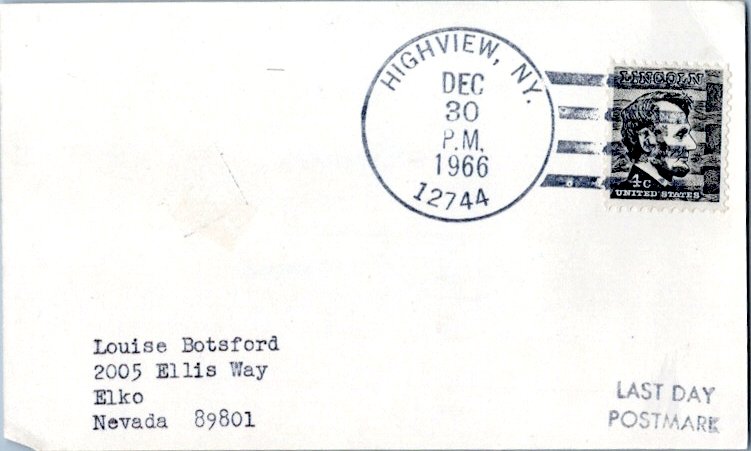 HIGHVIEW, NY.
DEC
30
P.M.
1966
12744
LINCOLN
4c
UNITED STATES
Louise Botsford
2005 Ellis Way
Elko
Nevada 89801
LAST DAY
POSTMARK